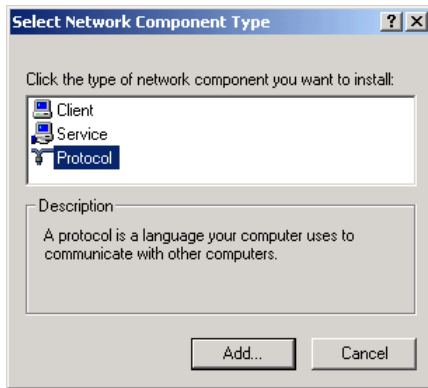 Select Network Component Type
Click the type of network component you want to install:
Client
Service
Protocol
Description
A protocol is a language your computer uses to
communicate with other computers.
Add...
Cancel